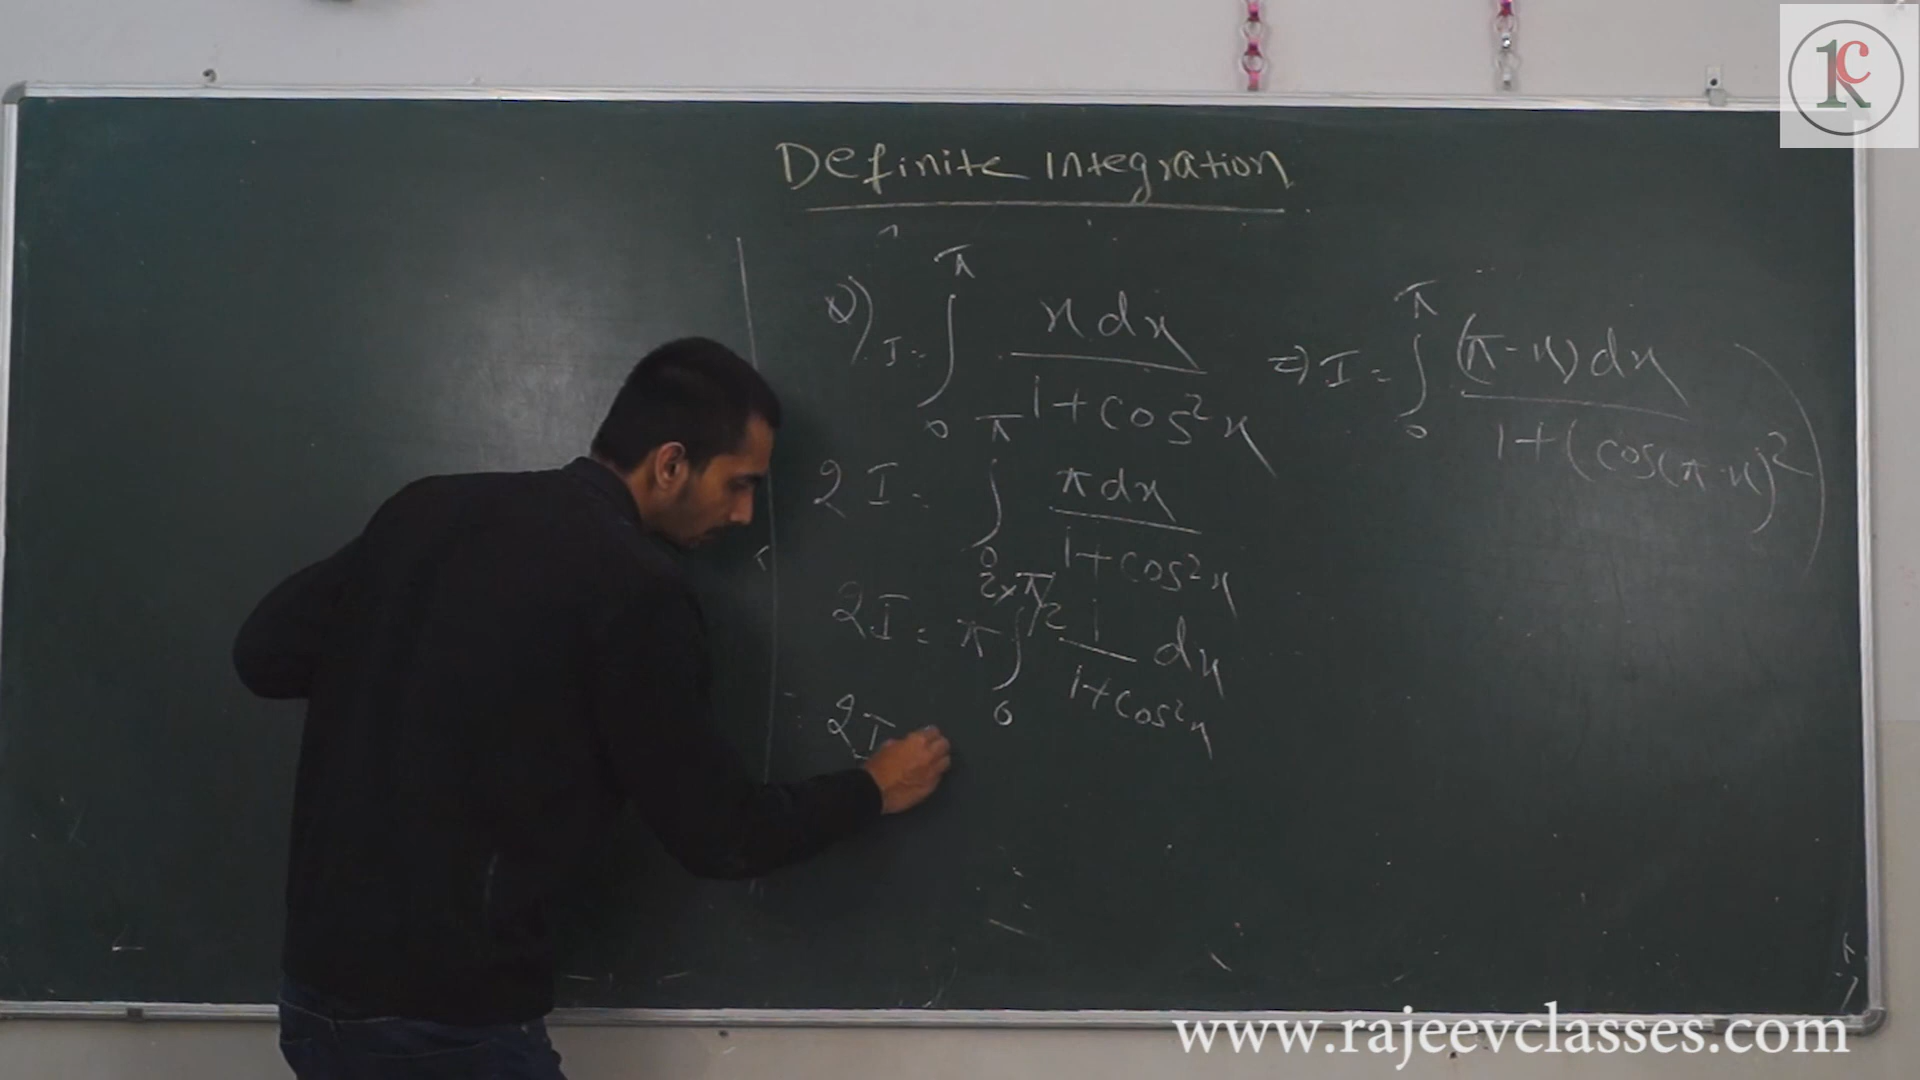 Definite Integration
I = ∫₀^π x dx / 1+cos²x ⇒ I = ∫₀^π (π-x) dx / 1+(cos(π-x))²
2I = ∫₀^π π dx / 1+cos²x
2I = π ∫₀^(2×π/2) 1 / 1+cos²x dx
2I
www.rajeevclasses.com